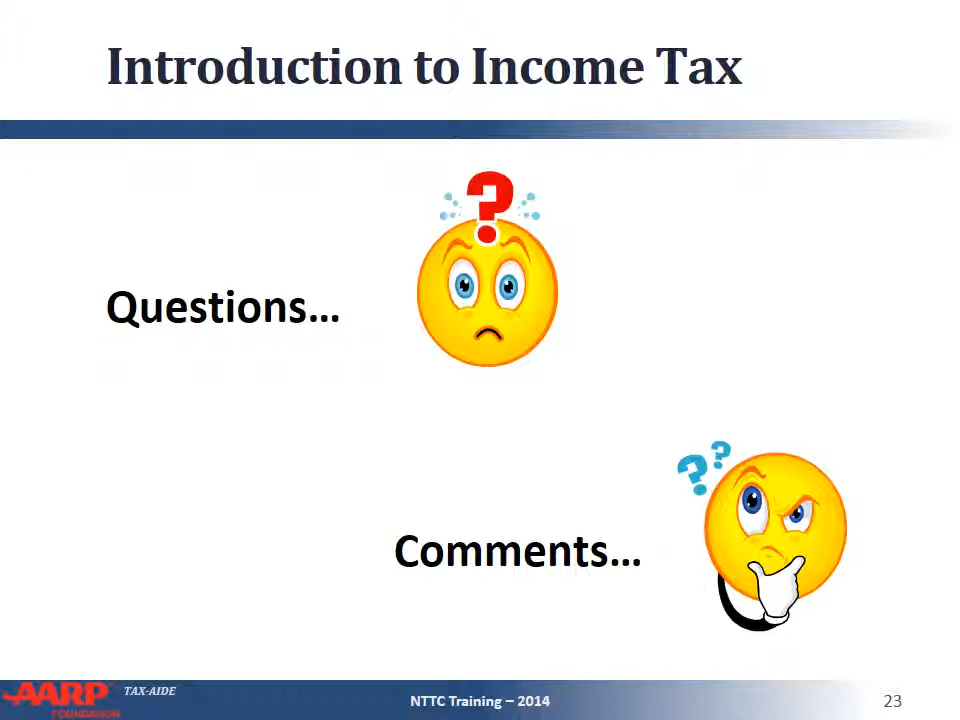 Introduction to Income Tax
?
Questions…
? ?
Comments…
AARP TAX-AIDE
FOUNDATION
NTTC Training – 2014
23